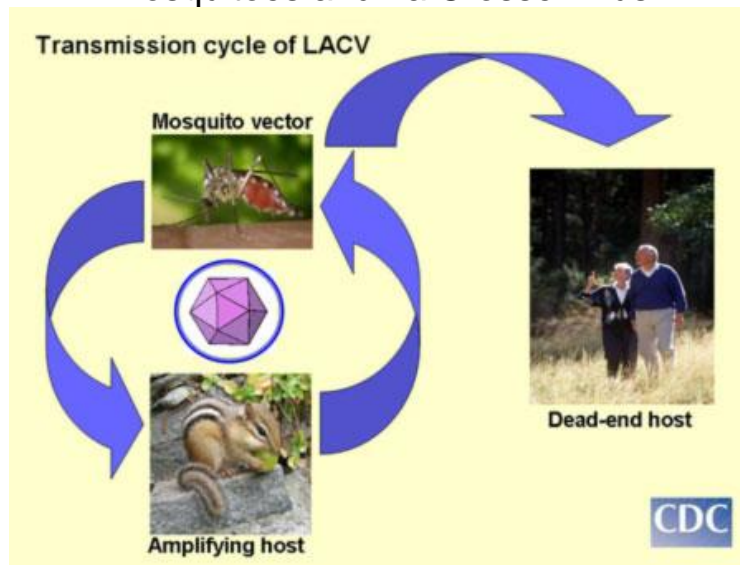 Transmission cycle of LACV
Mosquito vector
Amplifying host
Dead-end host
CDC